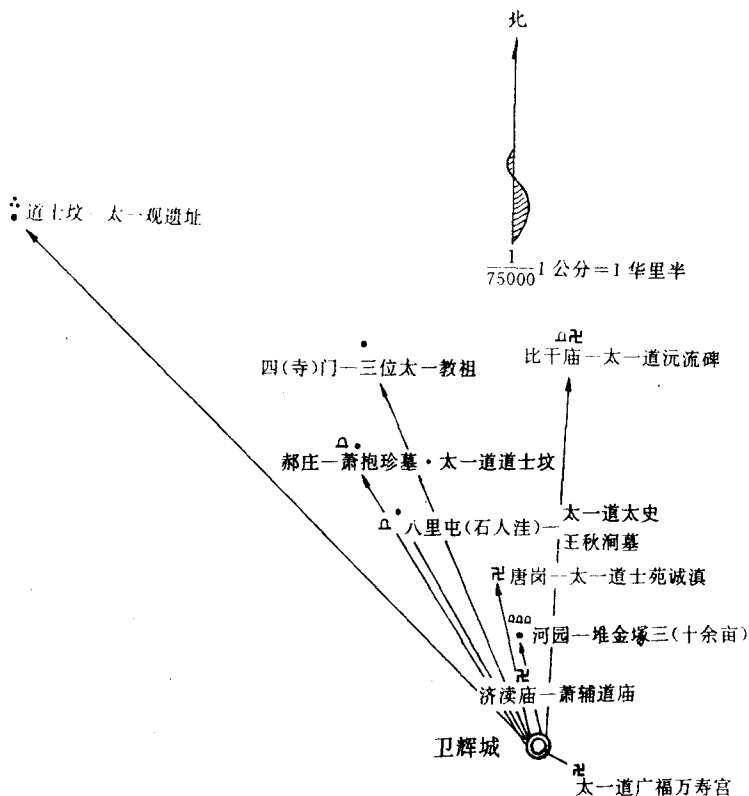 北
道士坟—太一观遗址
1/75000 1公分=1华里半
四(寺)门—三位太一教祖
比干庙—太一道沅流碑
郝庄—萧抱珍墓·太一道道士坟
八里屯(石人洼)—
太一道太史
王秋涧墓
唐岗—太一道士苑诚滇
河园—堆金塚三(十余亩)
济渎庙—萧辅道庙
卫辉城
太一道广福万寿宫